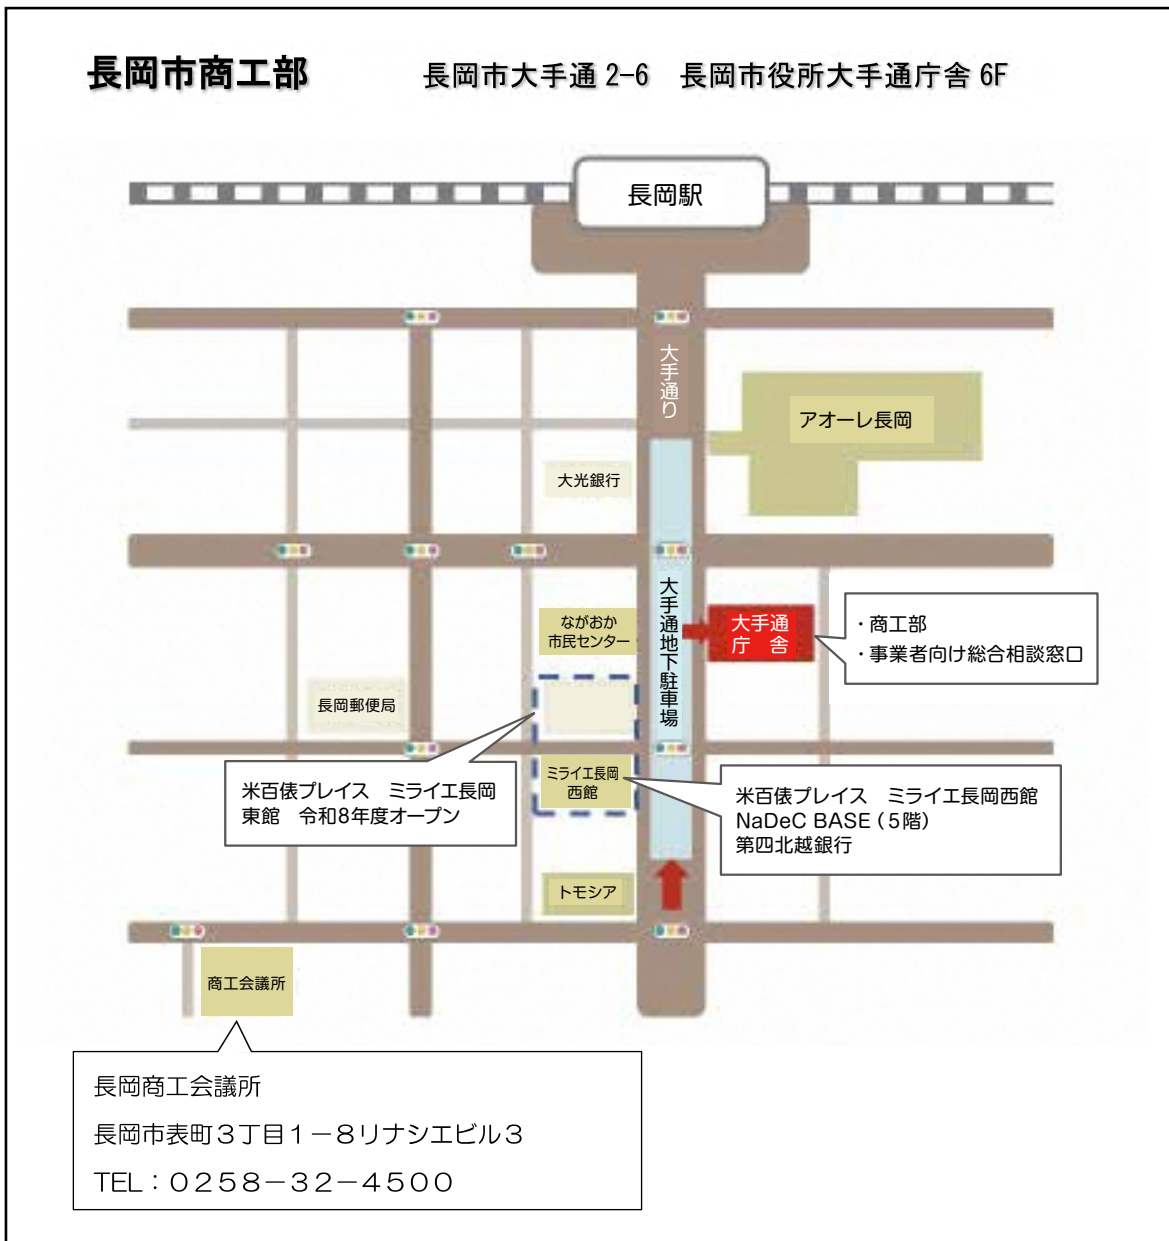 長岡市商工部
長岡市大手通 2-6　長岡市役所大手通庁舎 6F
長岡駅
大手通り
アオーレ長岡
大光銀行
大手通地下駐車場
ながおか
市民センター
大手通
庁　舎
・商工部
・事業者向け総合相談窓口
長岡郵便局
米百俵プレイス　ミライエ長岡
東館　令和8年度オープン
ミライエ長岡
西館
米百俵プレイス　ミライエ長岡西館
NaDeC BASE（5階）
第四北越銀行
トモシア
商工会議所
長岡商工会議所
長岡市表町３丁目１－８リナシエビル３
TEL：０２５８－３２－４５００